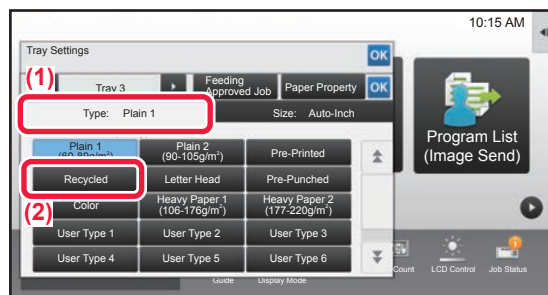 10:15 AM
Tray Settings
OK
(1)
Tray 3
Feeding
Approved Job
Paper Property
OK
Type: Plain 1
Size: Auto-Inch
Plain 1
(60-89g/m²)
Plain 2
(90-105g/m²)
Pre-Printed
Recycled
Letter Head
Pre-Punched
(2)
Color
Heavy Paper 1
(106-176g/m²)
Heavy Paper 2
(177-220g/m²)
User Type 1
User Type 2
User Type 3
User Type 4
User Type 5
User Type 6
Program List
(Image Send)
Guide
Display Mode
Count
LCD Control
Job Status